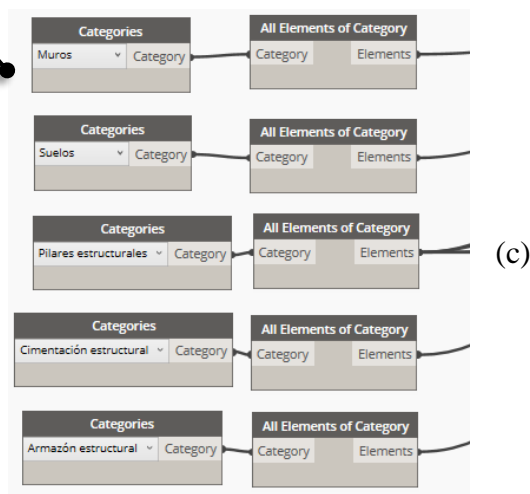 Categories
Muros Category
All Elements of Category
Category Elements
Categories
Suelos Category
All Elements of Category
Category Elements
Categories
Pilares estructurales Category
All Elements of Category
Category Elements
(c)
Categories
Cimentación estructural Category
All Elements of Category
Category Elements
Categories
Armazón estructural Category
All Elements of Category
Category Elements